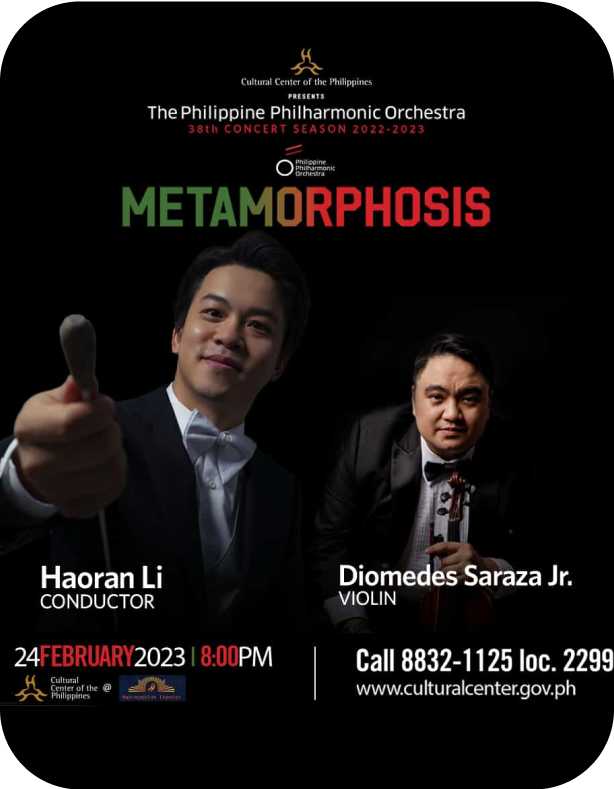 Cultural Center of the Philippines
PRESENTS
The Philippine Philharmonic Orchestra
38th CONCERT SEASON 2022-2023
Philippine
Philharmonic
Orchestra
METAMORPHOSIS
Haoran Li
CONDUCTOR
Diomedes Saraza Jr.
VIOLIN
24FEBRUARY2023 | 8:00PM
Cultural
Center of the @
Philippines
Metropolitan Theater
Call 8832-1125 loc. 2299
www.culturalcenter.gov.ph